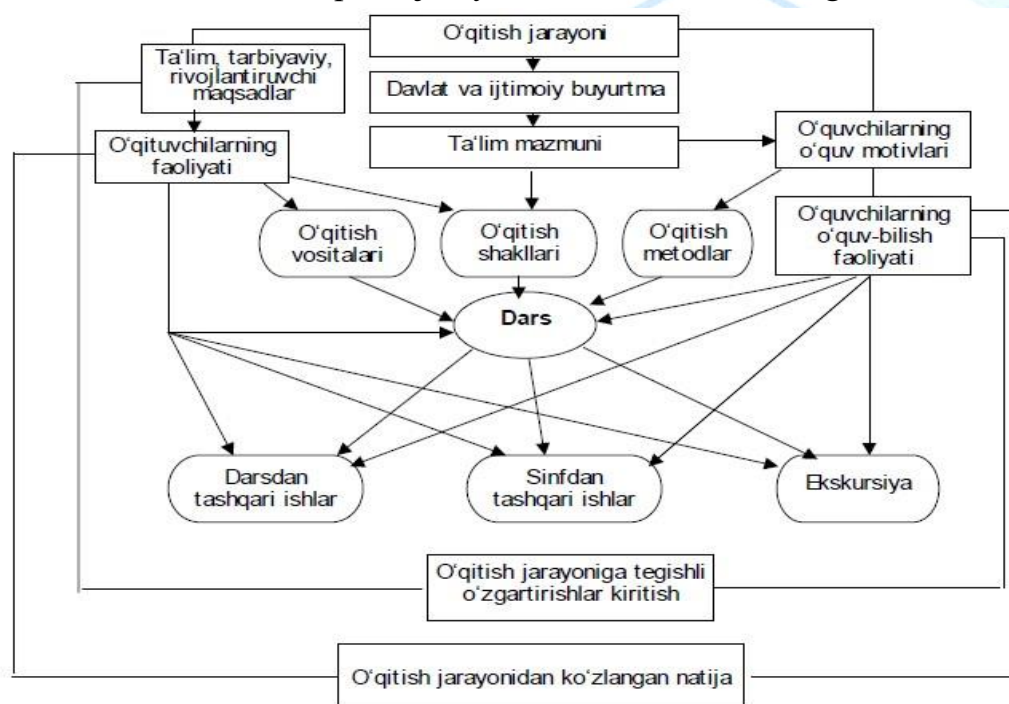 O‘qitish jarayoni
Ta‘lim, tarbiyaviy,
rivojlantiruvchi
maqsadlar
Davlat va ijtimoiy buyurtma
O‘qituvchilarning
faoliyati
Ta‘lim mazmuni
O‘quvchilarning
o‘quv motivlari
O‘qitish
vositalari
O‘qitish
shakllari
O‘qitish
metodlar
O‘quvchilarning
o‘quv-bilish
faoliyati
Dars
Darsdan
tashqari ishlar
Sinfdan
tashqari ishlar
Ekskursiya
O‘qitish jarayoniga tegishli
o‘zgartirishlar kiritish
O‘qitish jarayonidan ko‘zlangan natija